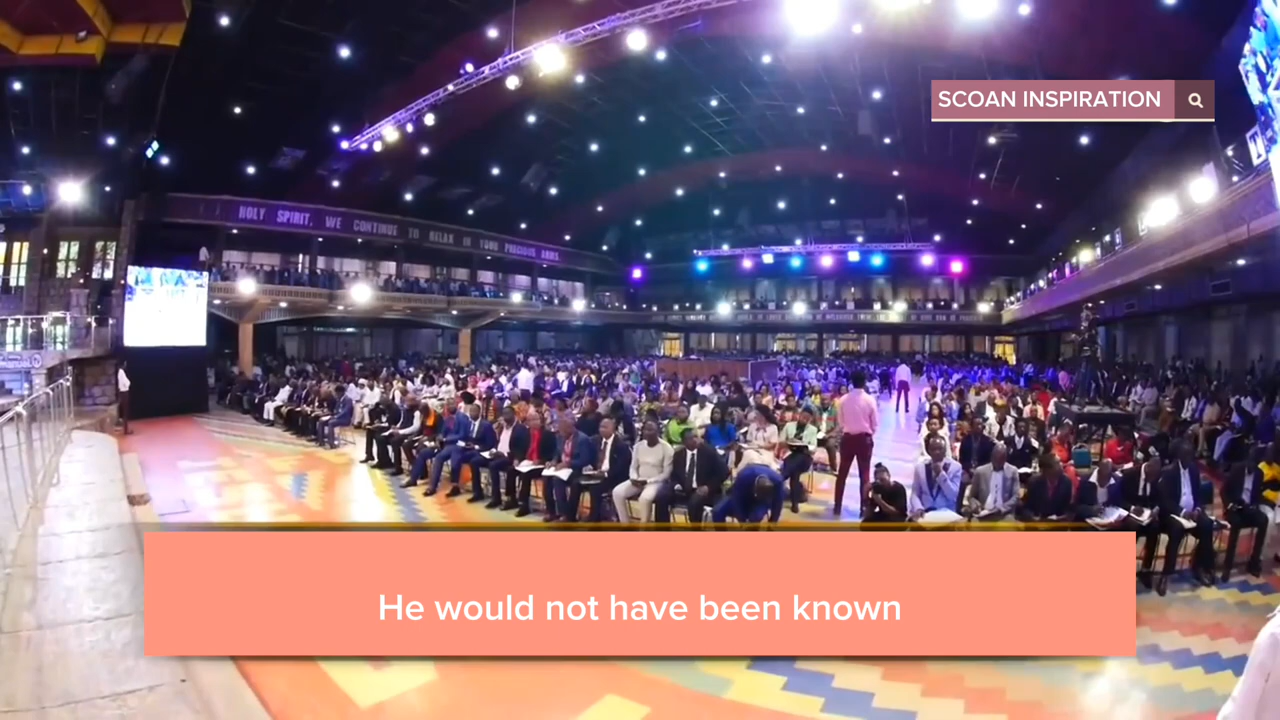 SCOAN INSPIRATION
HOLY SPIRIT, WE CONTINUE TO RELAX IN YOUR PRECIOUS ARMS.
He would not have been known